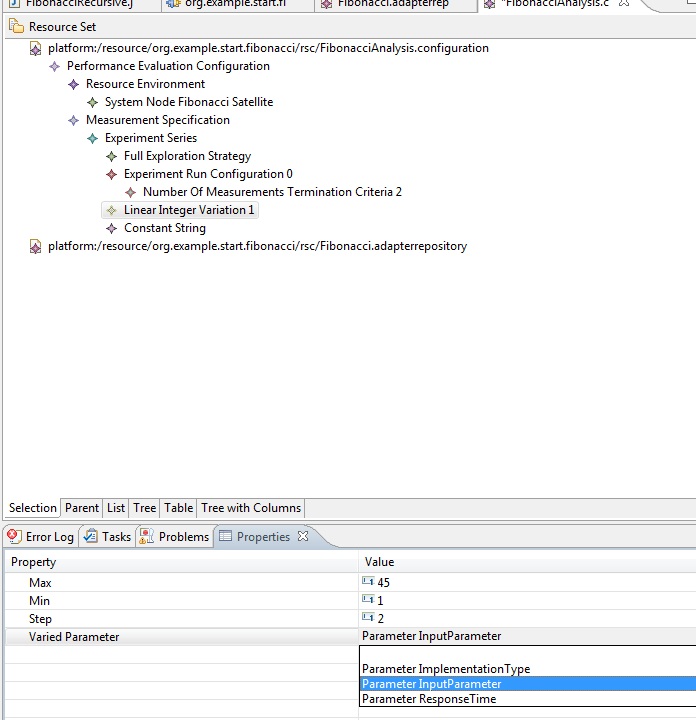 FibonacciRecursive.j org.example.start.fi Fibonacci.adapterrep *FibonacciAnalysis.c
Resource Set
platform:/resource/org.example.start.fibonacci/rsc/FibonacciAnalysis.configuration
Performance Evaluation Configuration
Resource Environment
System Node Fibonacci Satellite
Measurement Specification
Experiment Series
Full Exploration Strategy
Experiment Run Configuration 0
Number Of Measurements Termination Criteria 2
Linear Integer Variation 1
Constant String
platform:/resource/org.example.start.fibonacci/rsc/Fibonacci.adapterrepository
Selection Parent List Tree Table Tree with Columns
Error Log Tasks Problems Properties
Property Value
Max 45
Min 1
Step 2
Varied Parameter Parameter InputParameter
Parameter ImplementationType
Parameter InputParameter
Parameter ResponseTime